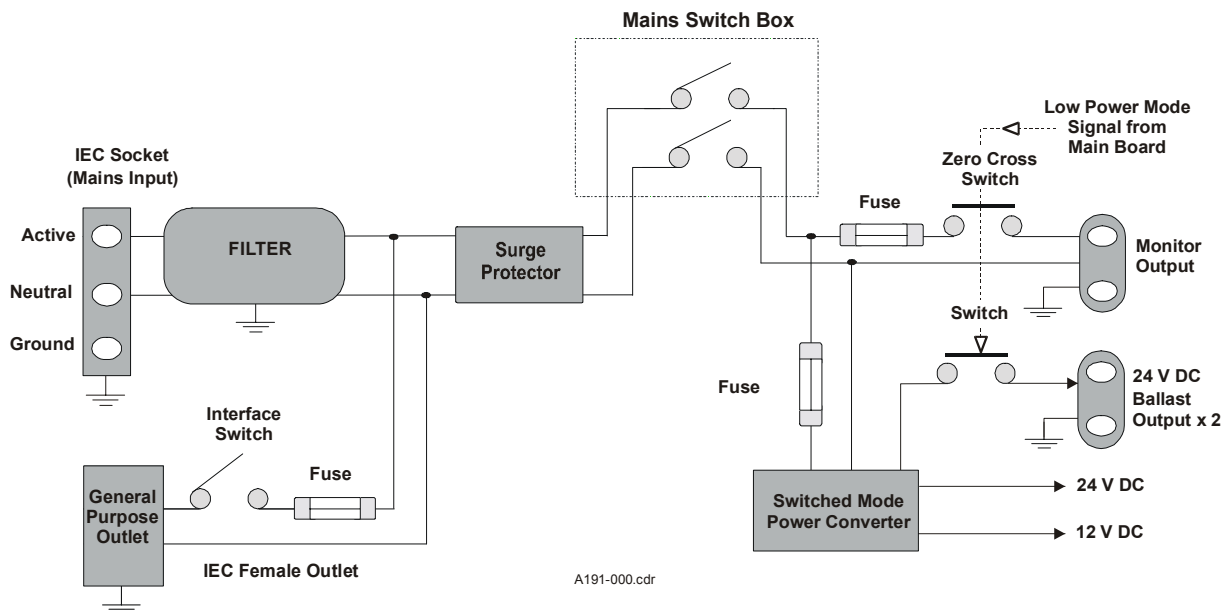 Mains Switch Box
Low Power Mode
Signal from
Main Board
IEC Socket
(Mains Input)
Zero Cross
Switch
Fuse
Active
FILTER
Surge
Protector
Monitor
Output
Neutral
Ground
Switch
Fuse
24 V DC
Ballast
Output x 2
Interface
Switch
Fuse
General
Purpose
Outlet
Switched Mode
Power Converter
24 V DC
12 V DC
IEC Female Outlet
A191-000.cdr